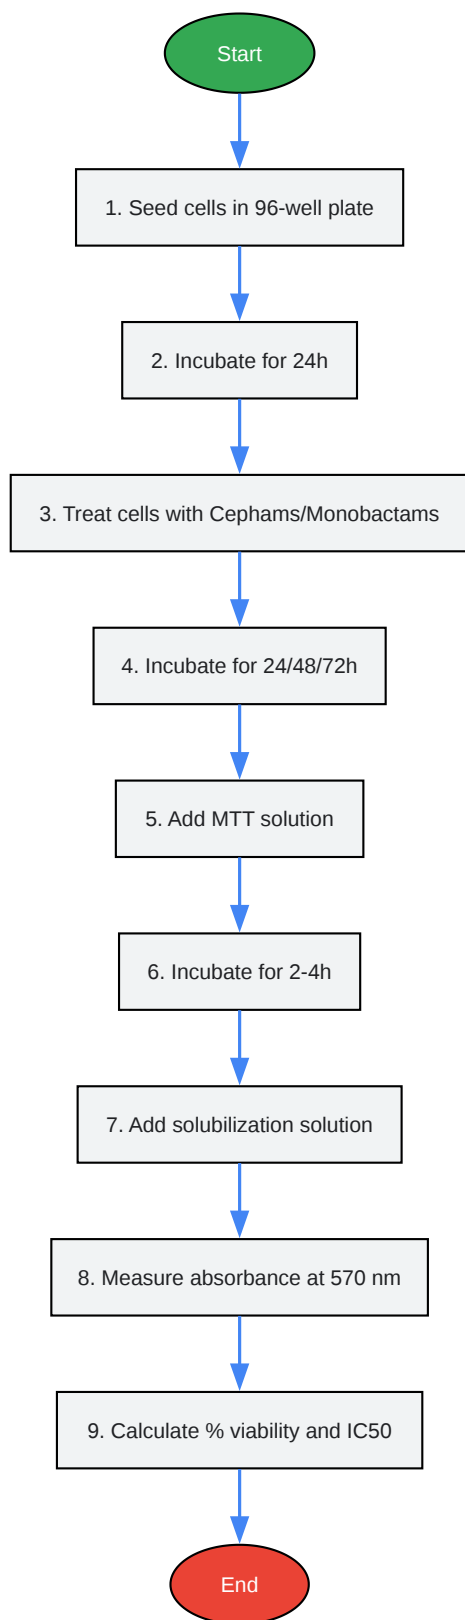 Start
1. Seed cells in 96-well plate
2. Incubate for 24h
3. Treat cells with Cephams/Monobactams
4. Incubate for 24/48/72h
5. Add MTT solution
6. Incubate for 2-4h
7. Add solubilization solution
8. Measure absorbance at 570 nm
9. Calculate % viability and IC50
End